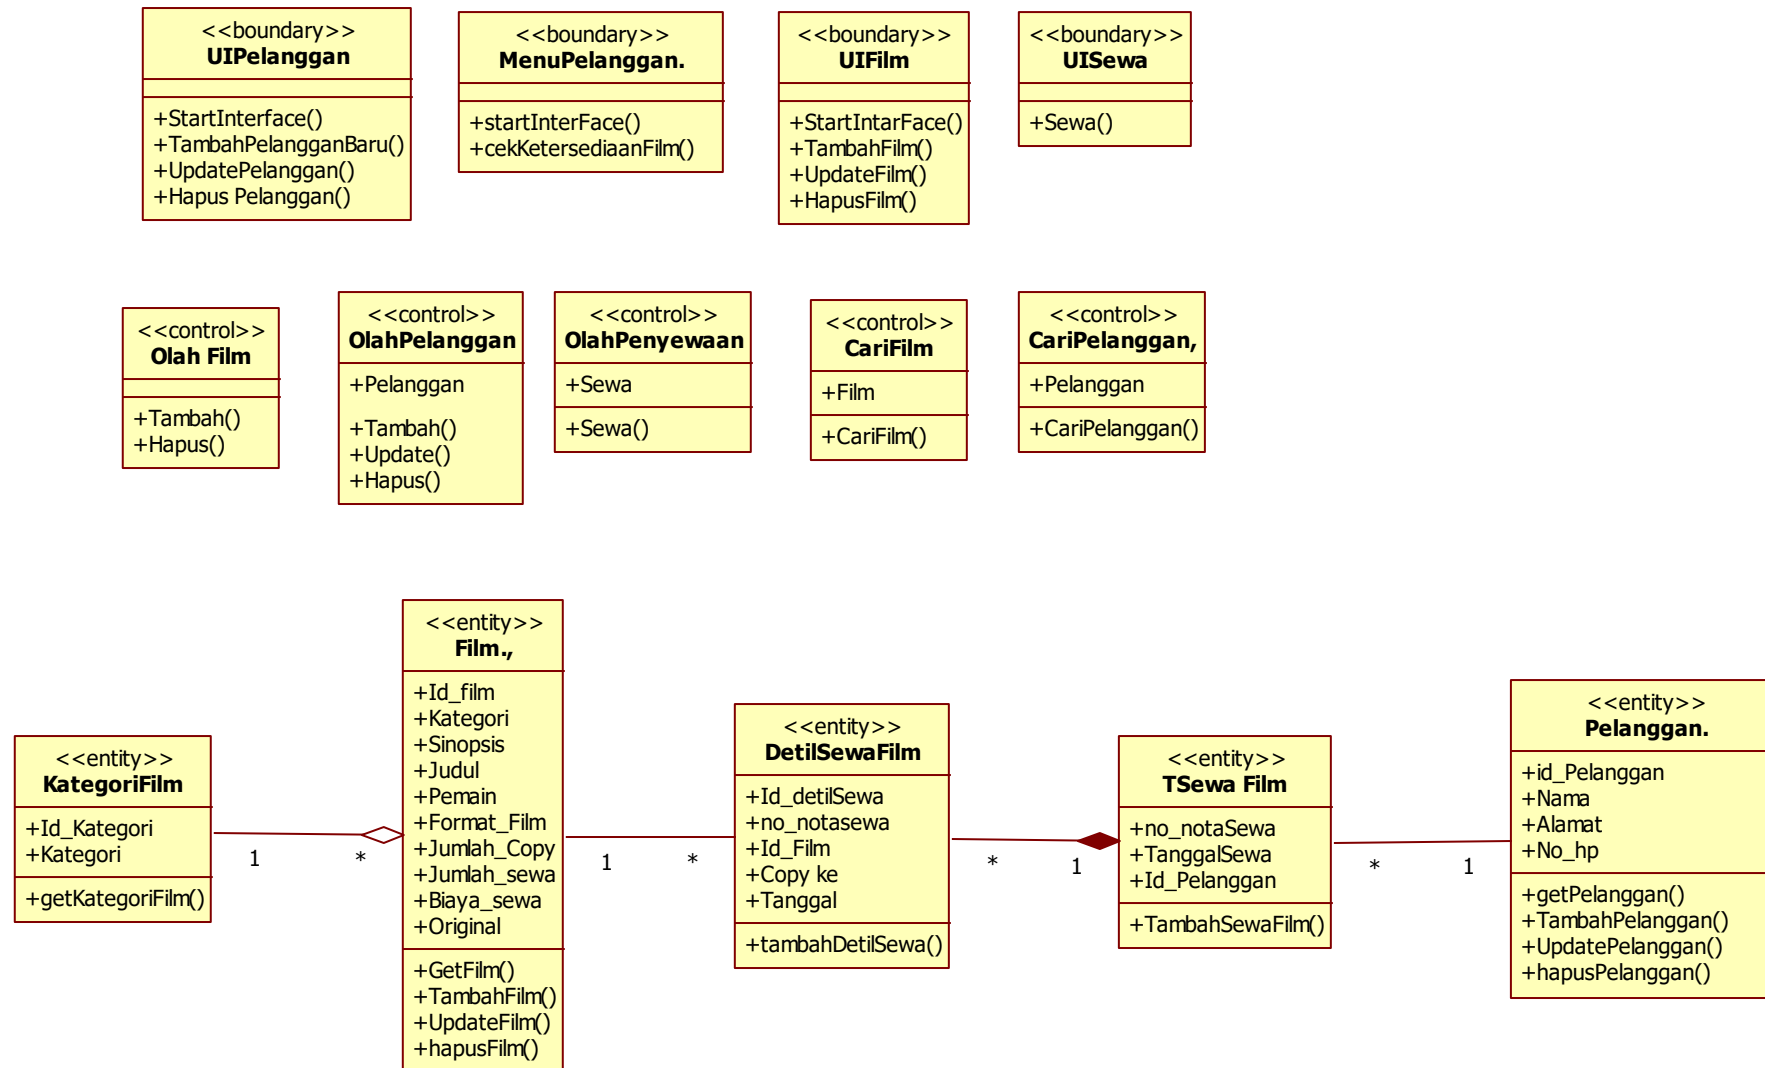 <<boundary>>
UIPelanggan
+StartInterface()
+TambahPelangganBaru()
+UpdatePelanggan()
+Hapus Pelanggan()
<<boundary>>
MenuPelanggan.
+startInterFace()
+cekKetersediaanFilm()
<<boundary>>
UIFilm
+StartIntarFace()
+TambahFilm()
+UpdateFilm()
+HapusFilm()
<<boundary>>
UISewa
+Sewa()
<<control>>
Olah Film
+Tambah()
+Hapus()
<<control>>
OlahPelanggan
+Pelanggan
+Tambah()
+Update()
+Hapus()
<<control>>
OlahPenyewaan
+Sewa
+Sewa()
<<control>>
CariFilm
+Film
+CariFilm()
<<control>>
CariPelanggan,
+Pelanggan
+CariPelanggan()
<<entity>>
KategoriFilm
+Id_Kategori
+Kategori
+getKategoriFilm()
1
*
<<entity>>
Film.,
+Id_film
+Kategori
+Sinopsis
+Judul
+Pemain
+Format_Film
+Jumlah_Copy
+Jumlah_sewa
+Biaya_sewa
+Original
+GetFilm()
+TambahFilm()
+UpdateFilm()
+hapusFilm()
1
*
<<entity>>
DetilSewaFilm
+Id_detilSewa
+no_notasewa
+Id_Film
+Copy ke
+Tanggal
+tambahDetilSewa()
*
1
<<entity>>
TSewa Film
+no_notaSewa
+TanggalSewa
+Id_Pelanggan
+TambahSewaFilm()
*
1
<<entity>>
Pelanggan.
+id_Pelanggan
+Nama
+Alamat
+No_hp
+getPelanggan()
+TambahPelanggan()
+UpdatePelanggan()
+hapusPelanggan()